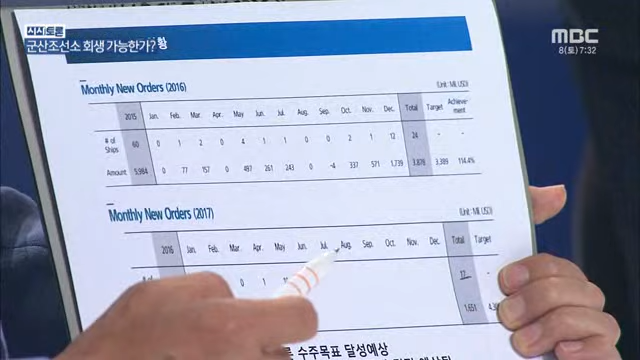 시사토론
군산조선소 회생 가능한가?
황
MBC
8(토) 7:32
Monthly New Orders (2016)
(Unit : Mil, USD)
2015 Jan. Feb. Mar. Apr. May Jun. Jul. Aug. Sep. Oct. Nov. Dec. Total Target Achievement
# of Ships 60 0 1 2 0 4 1 1 0 0 2 1 12 24 - -
Amount 5,984 0 77 157 0 497 261 243 0 -4 337 571 1,739 3,878 3,389 114.4%
Monthly New Orders (2017)
(Unit : Mil, USD)
2016 Jan. Feb. Mar. Apr. May Jun. Jul. Aug. Sep. Oct. Nov. Dec. Total Target
# of 0 1 -
1,651
수주목표 달성예상